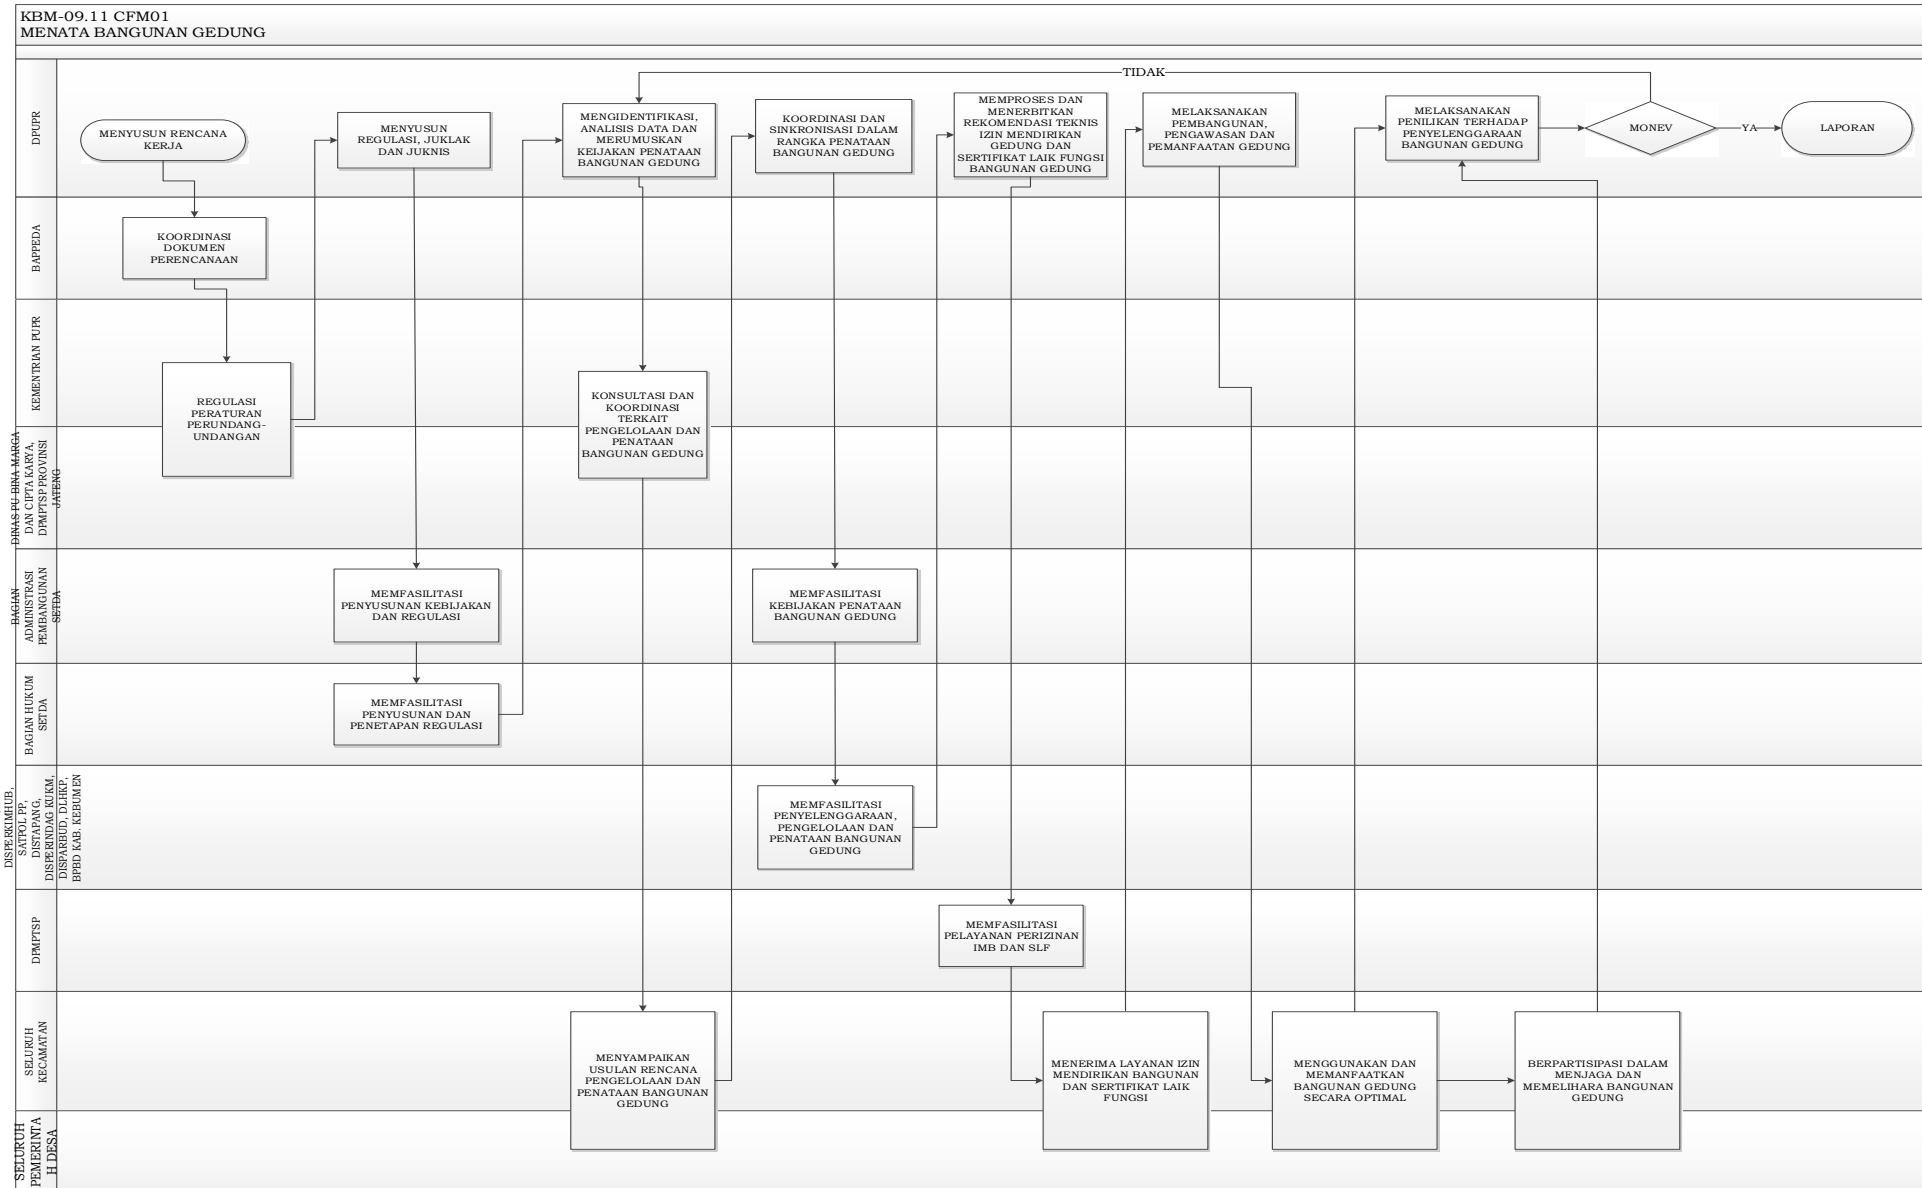 KBM-09.11 CFM01
MENATA BANGUNAN GEDUNG
DPUPR
MENYUSUN RENCANA
KERJA
MENYUSUN
REGULASI, JUKLAK
DAN JUKNIS
MENGIDENTIFIKASI,
ANALISIS DATA DAN
MERUMUSKAN
KEIJAKAN PENATAAN
BANGUNAN GEDUNG
KOORDINASI DAN
SINKRONISASI DALAM
RANGKA PENATAAN
BANGUNAN GEDUNG
MEMPROSES DAN
MENERBITKAN
REKOMENDASI TEKNIS
IZIN MENDIRIKAN
GEDUNG DAN
SERTIFIKAT LAIK FUNGSI
BANGUNAN GEDUNG
TIDAK
MELAKSANAKAN
PEMBANGUNAN,
PENGAWASAN DAN
PEMANFAATAN GEDUNG
MELAKSANAKAN
PENILIKAN TERHADAP
PENYELENGGARAAN
BANGUNAN GEDUNG
MONEV
YA
LAPORAN
BAPPEDA
KOORDINASI
DOKUMEN
PERENCANAAN
KEMENTRIAN PUPR
REGULASI
PERATURAN
PERUNDANG-
UNDANGAN
KONSULTASI DAN
KOORDINASI
TERKAIT
PENGELOLAAN DAN
PENATAAN
BANGUNAN GEDUNG
DINAS PU BINA MARGA
DAN CIPTA KARYA,
DPMPTSP PROVINSI
JATENG
BAGIAN
ADMINISTRASI
PEMBANGUNAN
SETDA
MEMFASILITASI
PENYUSUNAN KEBIJAKAN
DAN REGULASI
MEMFASILITASI
KEBIJAKAN PENATAAN
BANGUNAN GEDUNG
BAGIAN HUKUM
SETDA
MEMFASILITASI
PENYUSUNAN DAN
PENETAPAN REGULASI
DISPERKIMHUB,
SATPOL PP,
DISTAPANG,
DISPERINDAG KUKM,
DISPARBUD, DLHKP,
BPBD KAB. KEBUMEN
MEMFASILITASI
PENYELENGGARAAN,
PENGELOLAAN DAN
PENATAAN BANGUNAN
GEDUNG
DPMPTSP
MEMFASILITASI
PELAYANAN PERIZINAN
IMB DAN SLF
SELURUH
KECAMATAN
MENYAMPAIKAN
USULAN RENCANA
PENGELOLAAN DAN
PENATAAN BANGUNAN
GEDUNG
MENERIMA LAYANAN IZIN
MENDIRIKAN BANGUNAN
DAN SERTIFIKAT LAIK
FUNGSI
MENGGUNAKAN DAN
MEMANFAATKAN
BANGUNAN GEDUNG
SECARA OPTIMAL
BERPARTISIPASI DALAM
MENJAGA DAN
MEMELIHARA BANGUNAN
GEDUNG
SELURUH
PEMERINTA
H DESA